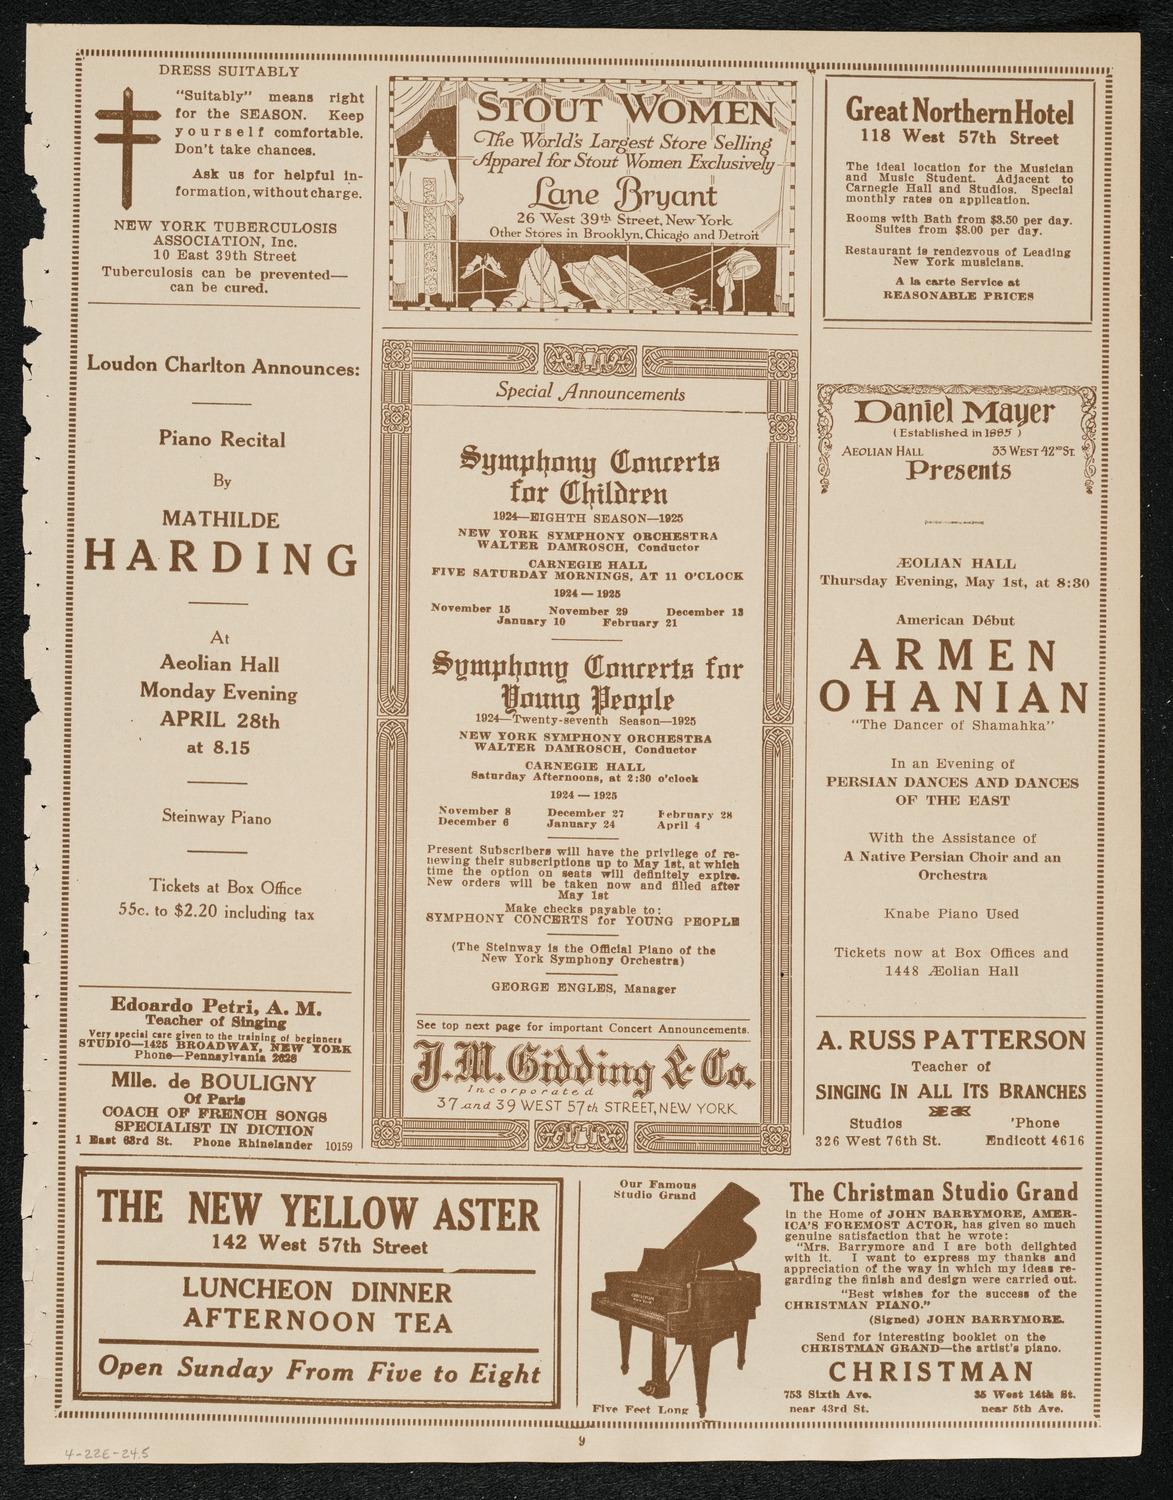 DRESS SUITABLY
"Suitably" means right
for the SEASON. Keep
yourself comfortable.
Don't take chances.
Ask us for helpful in-
formation, without charge.
NEW YORK TUBERCULOSIS
ASSOCIATION, Inc.
10 East 39th Street
Tuberculosis can be prevented—
can be cured.
Loudon Charlton Announces:
Piano Recital
By
MATHILDE
HARDING
At
Aeolian Hall
Monday Evening
APRIL 28th
at 8.15
Steinway Piano
Tickets at Box Office
55c. to $2.20 including tax
Edoardo Petri, A. M.
Teacher of Singing
Very special care given to the training of beginners
STUDIO—1425 BROADWAY, NEW YORK
Phone—Pennsylvania 2628
Mlle. de BOULIGNY
Of Paris
COACH OF FRENCH SONGS
SPECIALIST IN DICTION
1 East 63rd St. Phone Rhinelander 10159
STOUT WOMEN
The World's Largest Store Selling
Apparel for Stout Women Exclusively
Lane Bryant
26 West 39th Street, New York
Other Stores in Brooklyn, Chicago and Detroit
Special Announcements
Symphony Concerts
for Children
1924—EIGHTH SEASON—1925
NEW YORK SYMPHONY ORCHESTRA
WALTER DAMROSCH, Conductor
CARNEGIE HALL
FIVE SATURDAY MORNINGS, AT 11 O'CLOCK
1924—1925
November 15 November 29 December 13
January 10 February 21
Symphony Concerts for
Young People
1924—Twenty-seventh Season—1925
NEW YORK SYMPHONY ORCHESTRA
WALTER DAMROSCH, Conductor
CARNEGIE HALL
Saturday Afternoons, at 2:30 o'clock
1924—1925
November 8 December 27 February 28
December 6 January 24 April 4
Present Subscribers will have the privilege of re-
newing their subscriptions up to May 1st, at which
time the option on seats will definitely expire.
New orders will be taken now and filled after
May 1st
Make checks payable to:
SYMPHONY CONCERTS for YOUNG PEOPLE
(The Steinway is the Official Piano of the
New York Symphony Orchestra)
GEORGE ENGLES, Manager
See top next page for important Concert Announcements.
J.M. Gidding & Co.
Incorporated
37 and 39 WEST 57th STREET, NEW YORK
Great Northern Hotel
118 West 57th Street
The ideal location for the Musician
and Music Student. Adjacent to
Carnegie Hall and Studios. Special
monthly rates on application.
Rooms with Bath from $3.50 per day.
Suites from $8.00 per day.
Restaurant is rendezvous of Leading
New York musicians.
A la carte Service at
REASONABLE PRICES
Daniel Mayer
(Established in 1885)
AEOLIAN HALL 33 WEST 42ND ST.
Presents
ÆOLIAN HALL
Thursday Evening, May 1st, at 8:30
American Début
ARMEN
OHANIAN
"The Dancer of Shamahka"
In an Evening of
PERSIAN DANCES AND DANCES
OF THE EAST
With the Assistance of
A Native Persian Choir and an
Orchestra
Knabe Piano Used
Tickets now at Box Offices and
1448 Æolian Hall
A. RUSS PATTERSON
Teacher of
SINGING IN ALL ITS BRANCHES
Studios 'Phone
326 West 76th St. Endicott 4616
THE NEW YELLOW ASTER
142 West 57th Street
LUNCHEON DINNER
AFTERNOON TEA
Open Sunday From Five to Eight
Our Famous
Studio Grand
CHRISTMAN
Five Feet Long
The Christman Studio Grand
in the Home of JOHN BARRYMORE, AMER-
ICA'S FOREMOST ACTOR, has given so much
genuine satisfaction that he wrote:
"Mrs. Barrymore and I are both delighted
with it. I want to express my thanks and
appreciation of the way in which my ideas re-
garding the finish and design were carried out.
"Best wishes for the success of the
CHRISTMAN PIANO."
(Signed) JOHN BARRYMORE.
Send for interesting booklet on the
CHRISTMAN GRAND—the artist's piano.
CHRISTMAN
753 Sixth Ave. 35 West 14th St.
near 43rd St. near 5th Ave.
9
4-22E-24.5